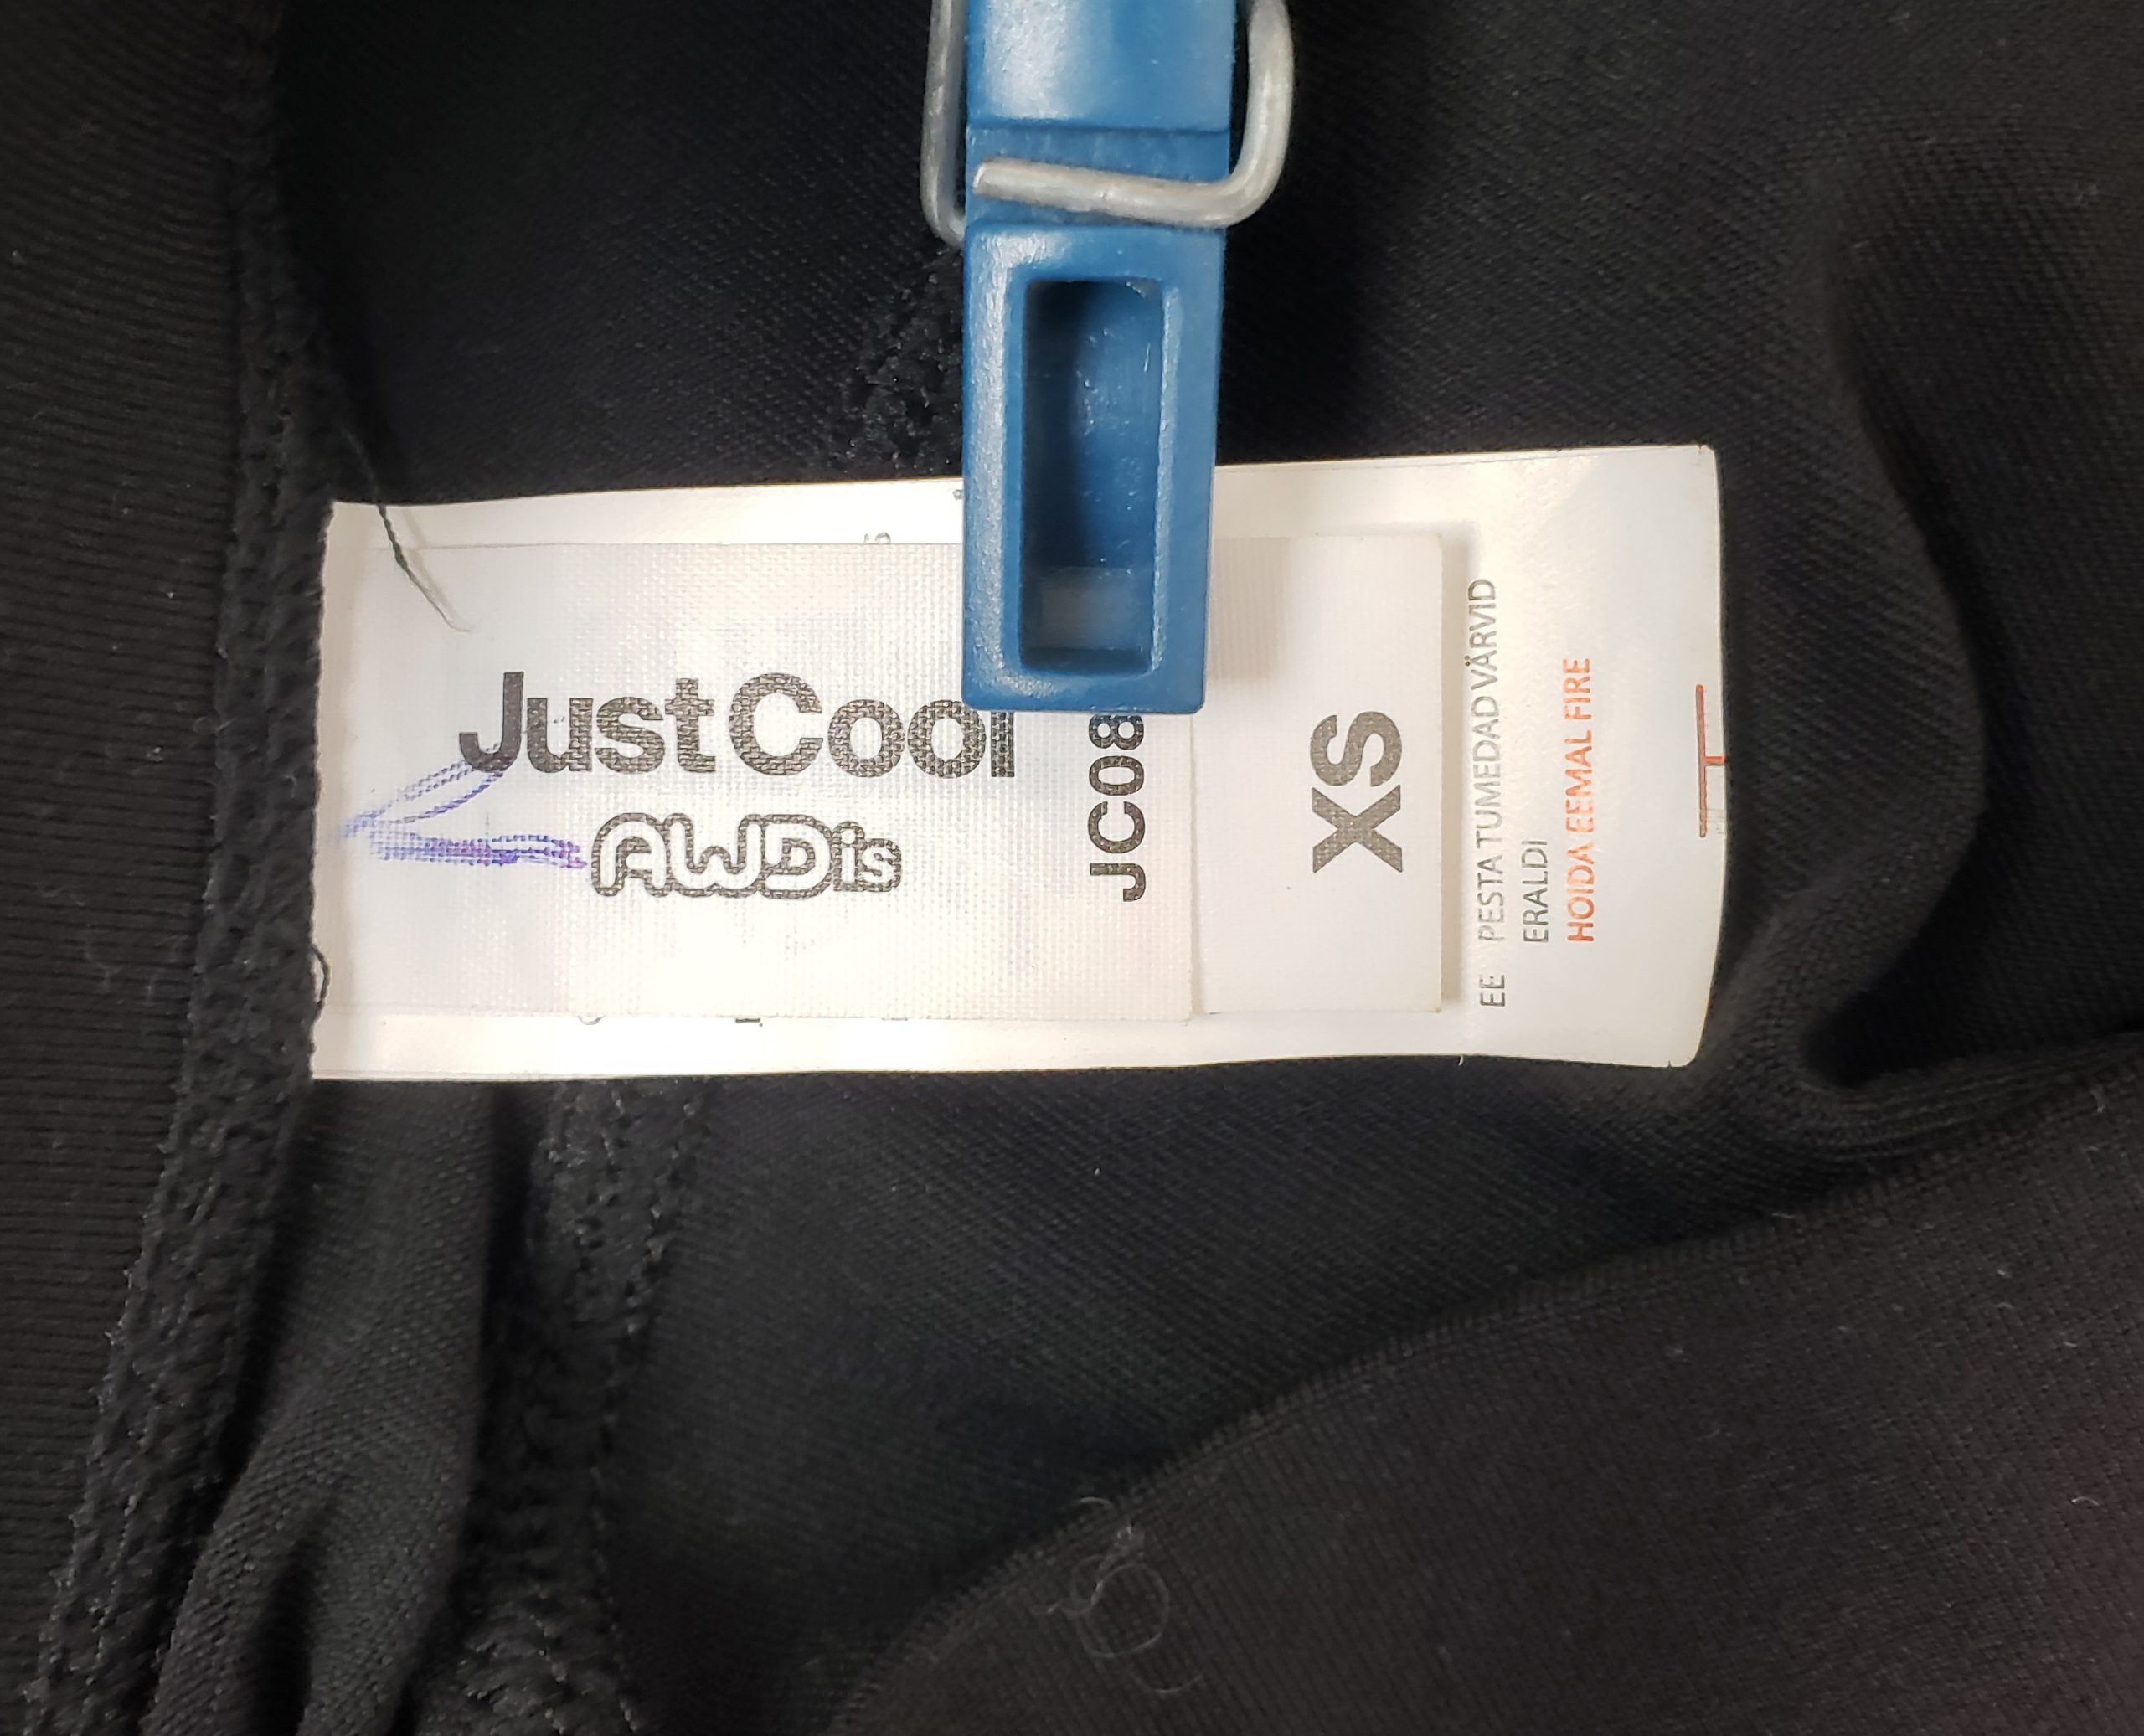 Just Cool
AWDis
JC08
XS
EE PESTA TUMEDAD VÄRVID
ERALDI
HOIDA EEMAL FIRE